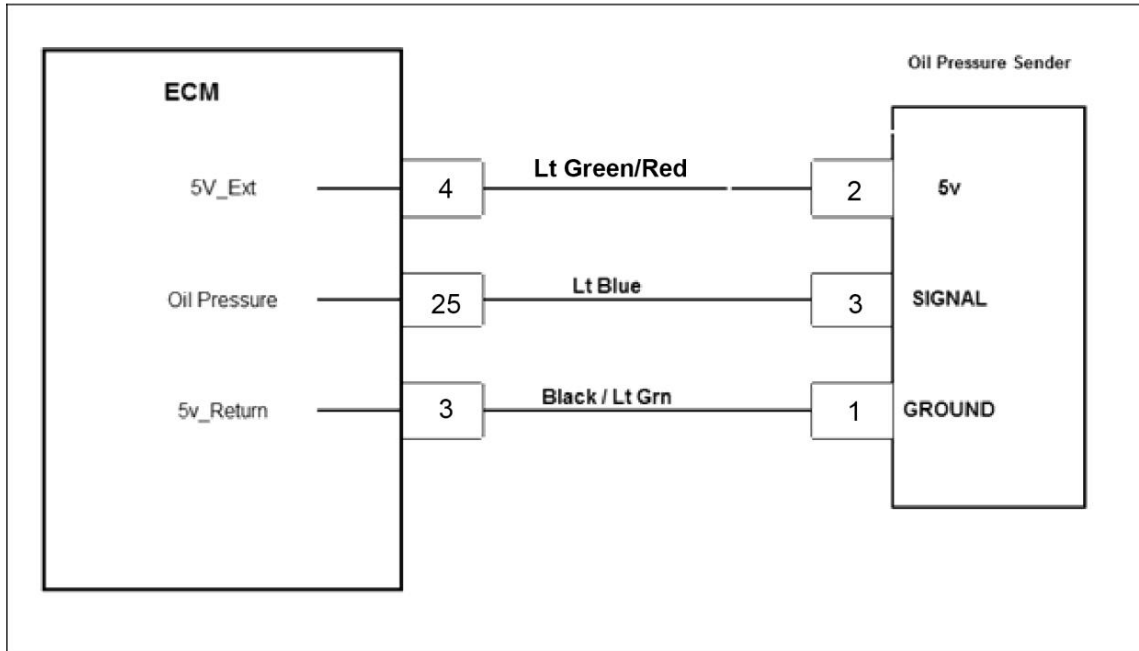 Oil Pressure Sender
ECM
5V_Ext
4
Lt Green/Red
2
5v
Oil Pressure
25
Lt Blue
3
SIGNAL
5v_Return
3
Black / Lt Grn
1
GROUND